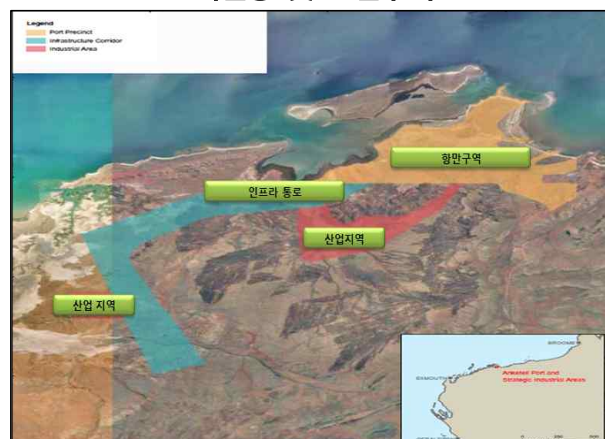 Legend
Port Precinct
Infrastructure Corridor
Industrial Area
항만구역
인프라 통로
산업지역
산업 지역
BROOME
EXMOUTH
Anketell Port and
Strategic Industrial Areas
0